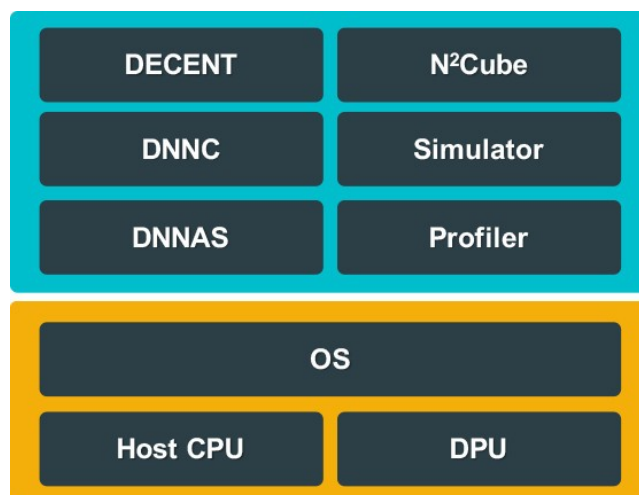 DECENT
N²Cube
DNNC
Simulator
DNNAS
Profiler
OS
Host CPU
DPU